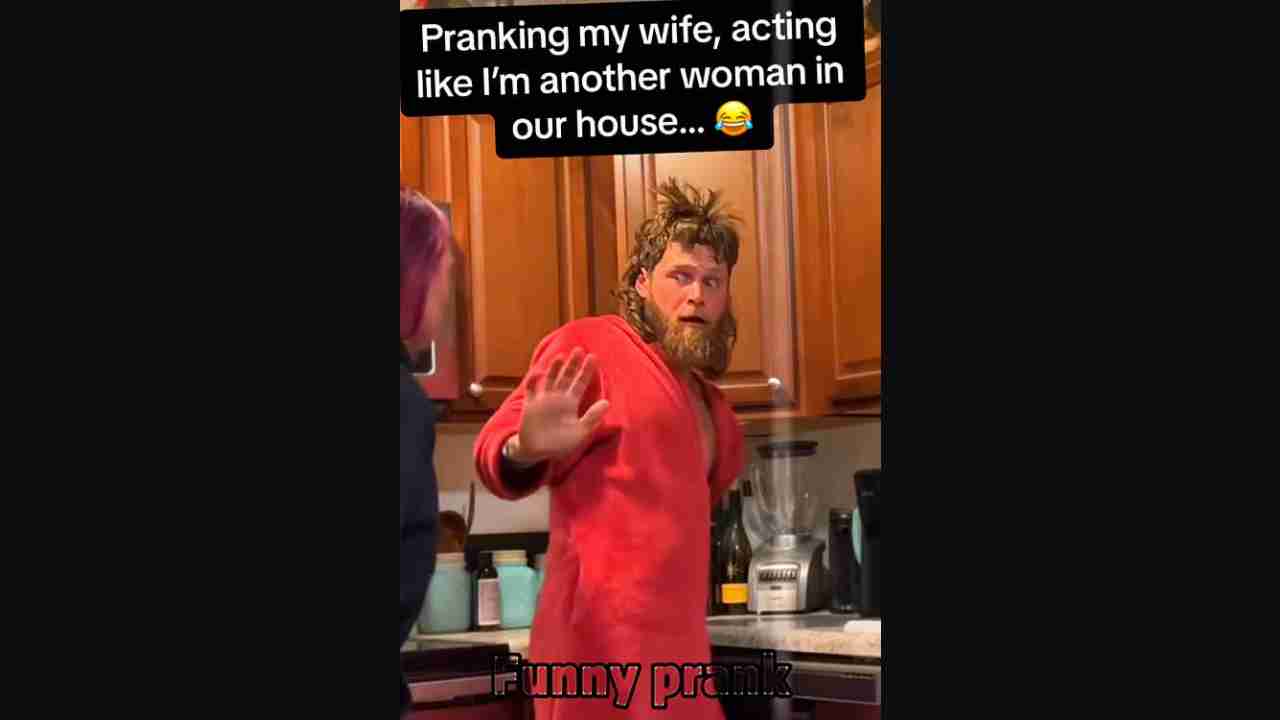 Pranking my wife, acting
like I’m another woman in
our house... 😂
Funny prank